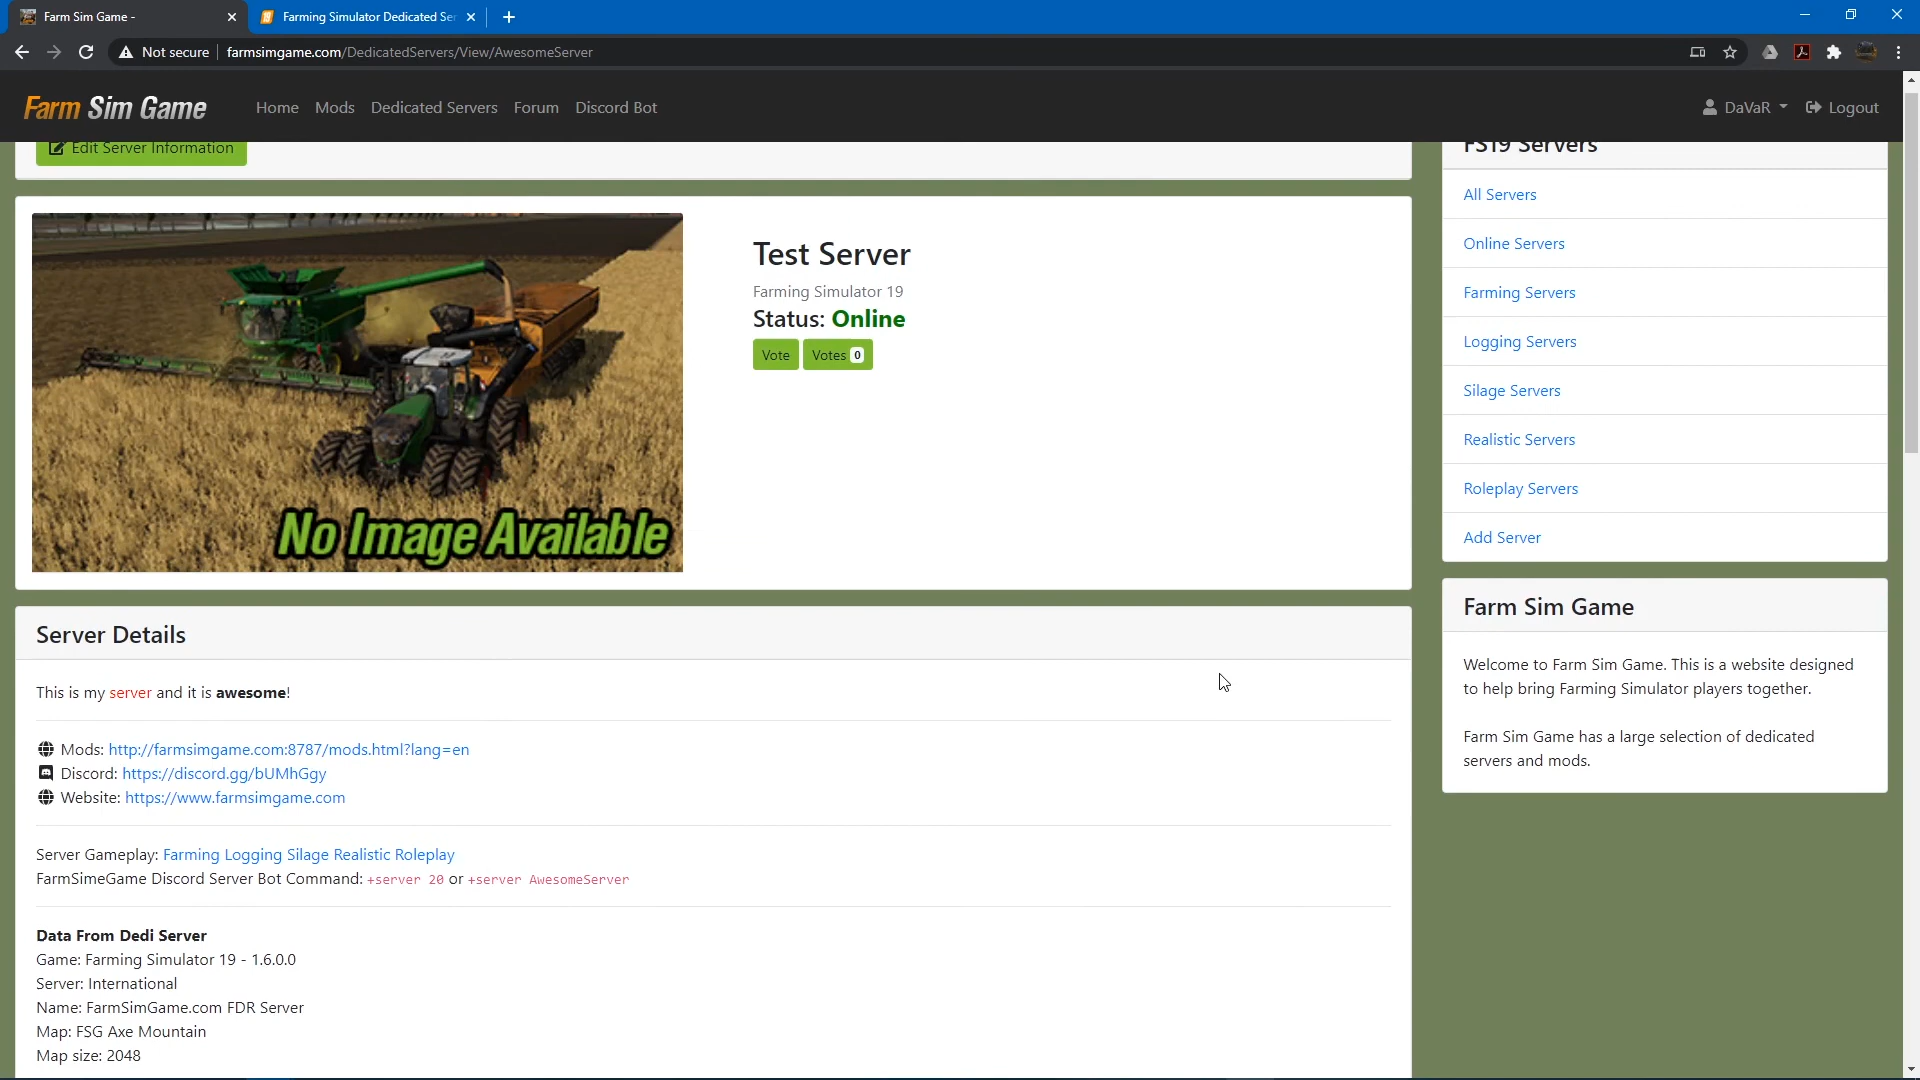 Farm Sim Game -
Farming Simulator Dedicated Ser
Not secure
farmsimgame.com/DedicatedServers/View/AwesomeServer
Farm Sim Game
Home
Mods
Dedicated Servers
Forum
Discord Bot
DaVaR
Logout
Edit Server Information
Test Server
Farming Simulator 19
Status: Online
Vote
Votes 0
No Image Available
Server Details
This is my server and it is awesome!
Mods: http://farmsimgame.com:8787/mods.html?lang=en
Discord: https://discord.gg/bUMhGgy
Website: https://www.farmsimgame.com
Server Gameplay: Farming Logging Silage Realistic Roleplay
FarmSimeGame Discord Server Bot Command: +server 20 or +server AwesomeServer
Data From Dedi Server
Game: Farming Simulator 19 - 1.6.0.0
Server: International
Name: FarmSimGame.com FDR Server
Map: FSG Axe Mountain
Map size: 2048
FS19 Servers
All Servers
Online Servers
Farming Servers
Logging Servers
Silage Servers
Realistic Servers
Roleplay Servers
Add Server
Farm Sim Game
Welcome to Farm Sim Game. This is a website designed
to help bring Farming Simulator players together.
Farm Sim Game has a large selection of dedicated
servers and mods.